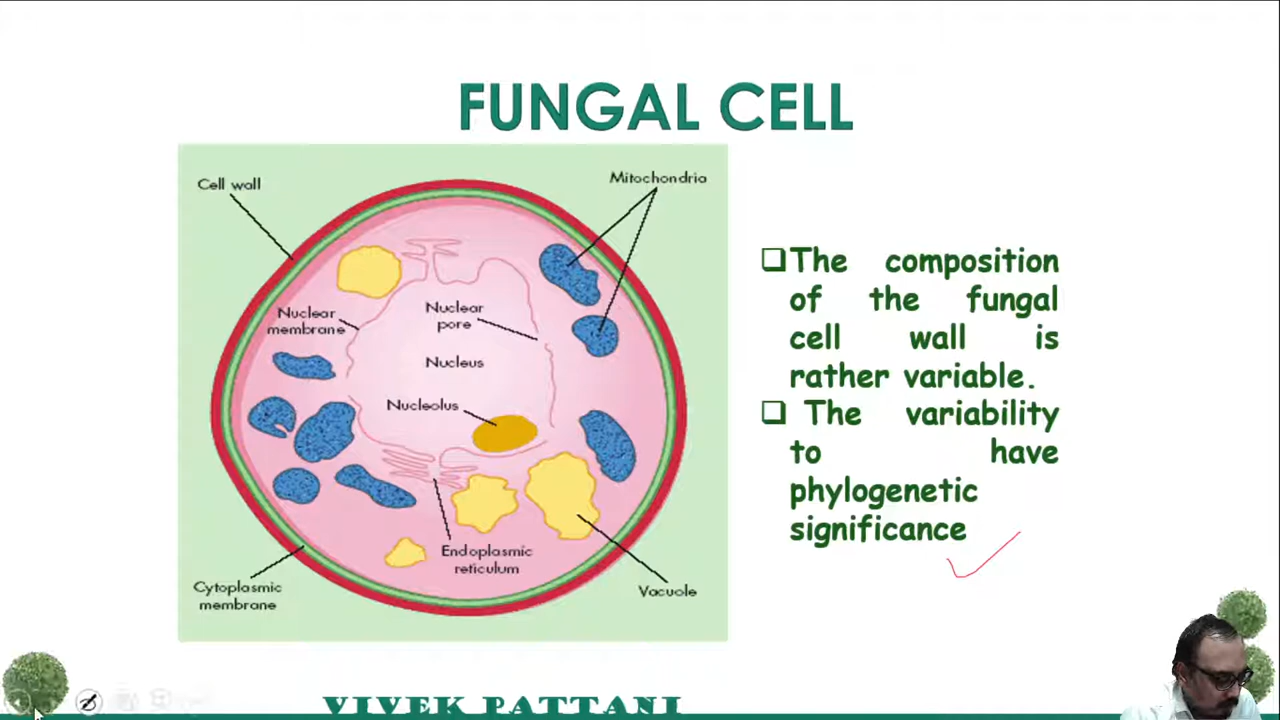 FUNGAL CELL
Cell wall
Mitochondria
Nuclear
membrane
Nuclear
pore
Nucleus
Nucleolus
Endoplasmic
reticulum
Cytoplasmic
membrane
Vacuole
❑The composition
of the fungal
cell wall is
rather variable.
❑ The variability
to have
phylogenetic
significance
VIVEK PATTANI